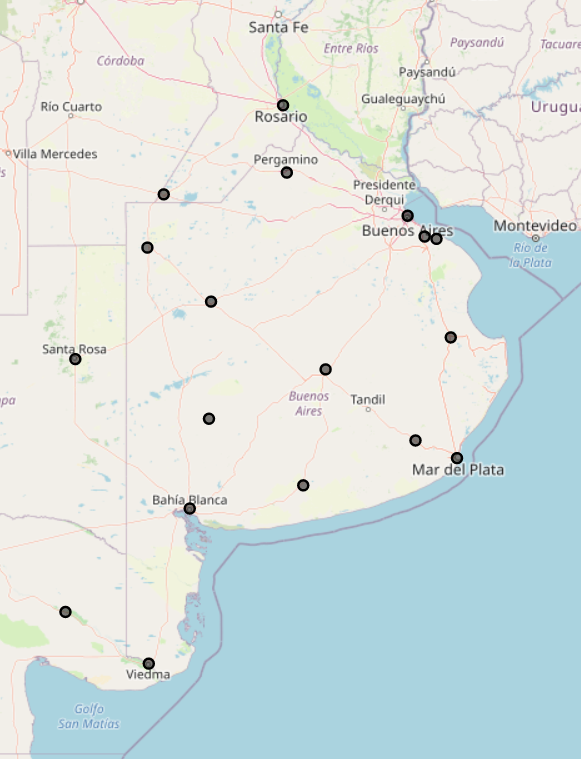 Santa Fe
Córdoba
Entre Ríos
Paysandú
Tacuare
Paysandú
Río Cuarto
Gualeguaychú
Urugua
Rosario
Villa Mercedes
Pergamino
s
Presidente
Derqui
Buenos Aires
Montevideo
Río de
la Plata
Santa Rosa
Buenos
Aires
Tandil
pa
Mar del Plata
Bahía Blanca
Viedma
Golfo
San Matías